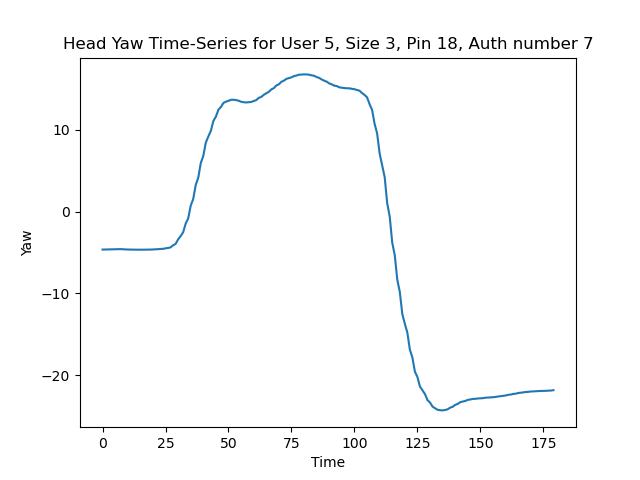 Head Yaw Time-Series for User 5, Size 3, Pin 18, Auth number 7
10
0
−10
−20
Yaw
0 25 50 75 100 125 150 175
Time